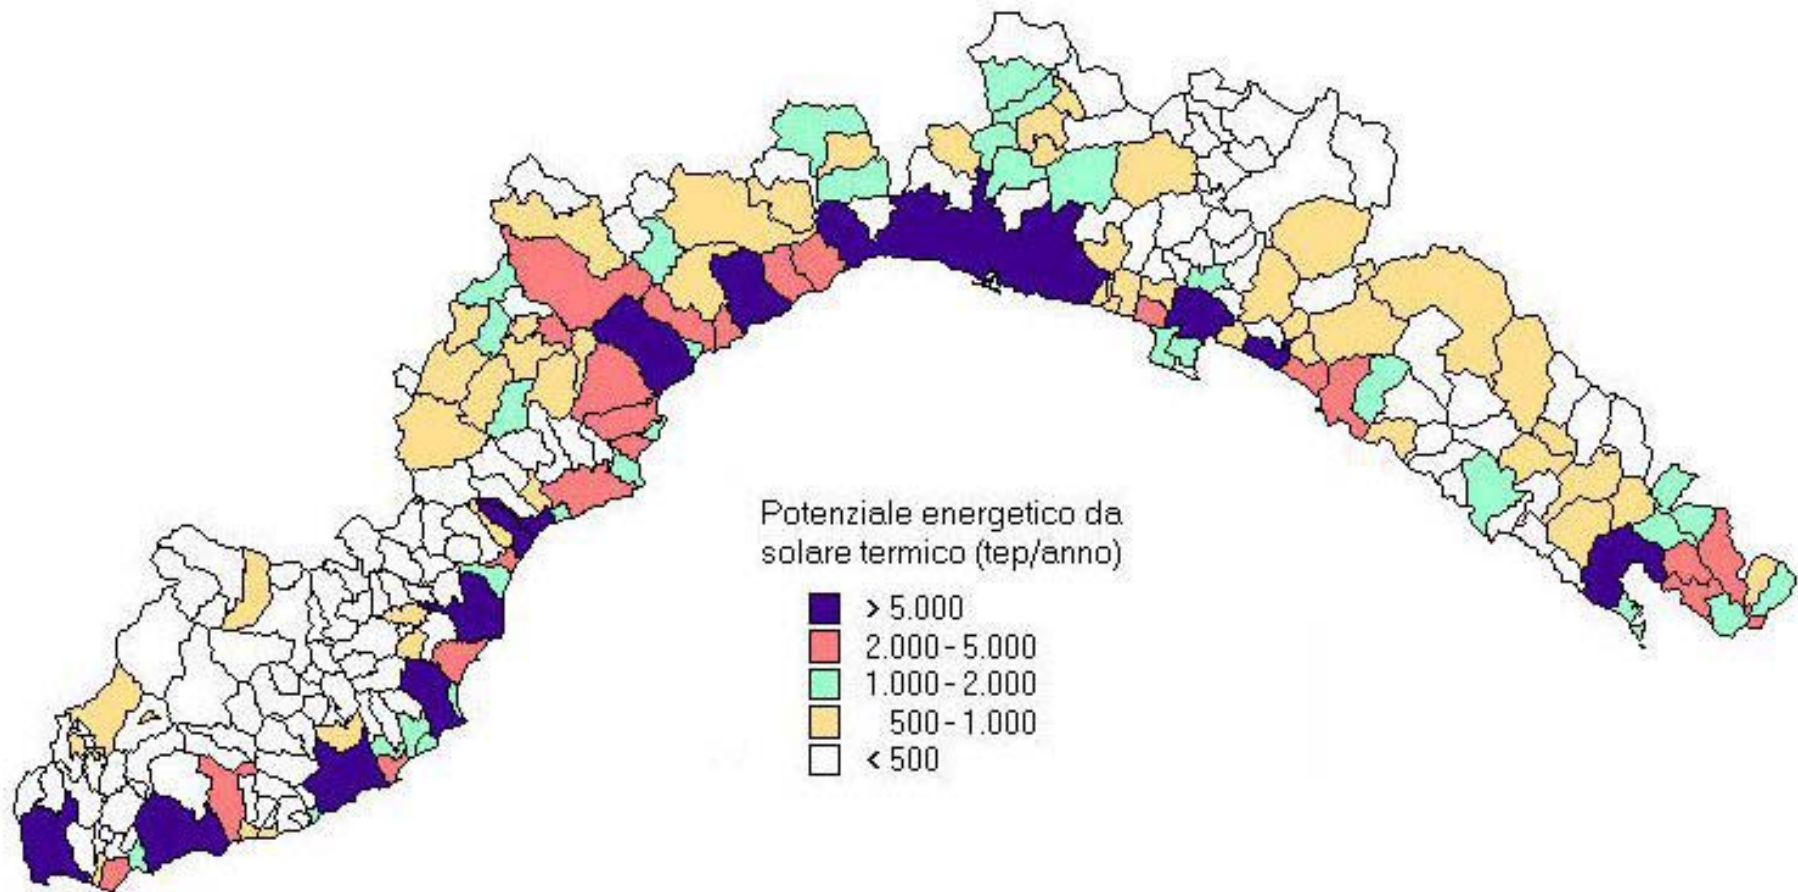 Potenziale energetico da
solare termico (tep/anno)
> 5.000
2.000-5.000
1.000-2.000
500-1.000
< 500